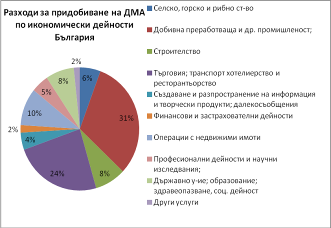 Разходи за придобиване на ДМА
по икономически дейности
България
6%
31%
8%
24%
4%
2%
10%
5%
8%
2%
Селско, горско и рибно ст-во
Добивна преработваща и др. промишленост;
Строителство
Търговия; транспорт хотелиерство и
ресторантьорство
Създаване и разпространение на информация
и творчески продукти; далекосъобщения
Финансови и застрахователни дейности
Операции с недвижими имоти
Професионални дейности и научни
изследвания;
Държавно у-ие; образувание;
здравеопазване, соц. дейност
Други услуги